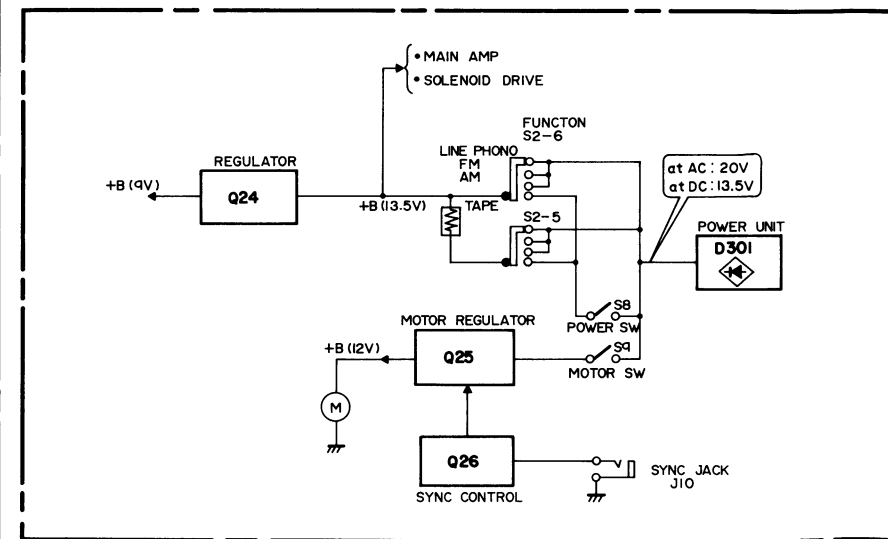 • MAIN AMP
• SOLENOID DRIVE
FUNCTON
S2-6
LINE PHONO
FM
AM
TAPE
REGULATOR
Q24
+B (9V)
+B (13.5V)
S2-5
at AC : 20V
at DC : 13.5V
POWER UNIT
D301
S8
POWER SW
MOTOR REGULATOR
+B (12V)
Q25
S9
MOTOR SW
M
Q26
SYNC CONTROL
SYNC JACK
J10